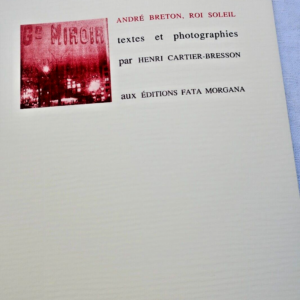 Gᵈ MIROIR
ANDRÉ BRETON, ROI SOLEIL
textes et photographies
par HENRI CARTIER-BRESSON
aux ÉDITIONS FATA MORGANA